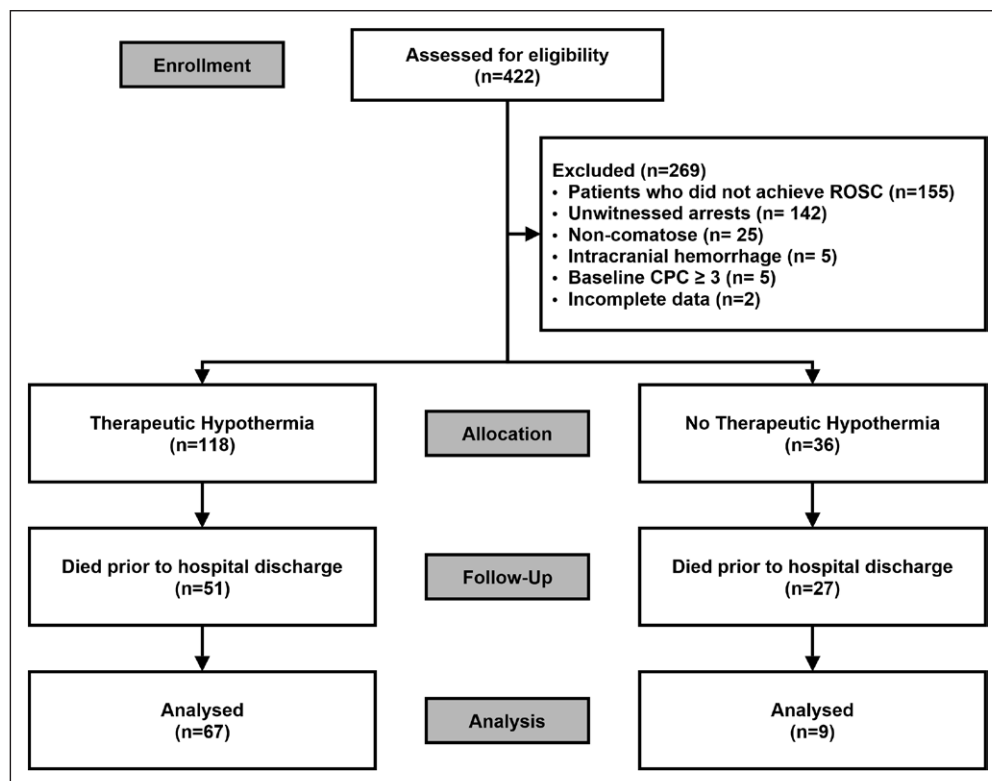 Enrollment
Assessed for eligibility
(n=422)
Excluded (n=269)
• Patients who did not achieve ROSC (n=155)
• Unwitnessed arrests (n= 142)
• Non-comatose (n= 25)
• Intracranial hemorrhage (n= 5)
• Baseline CPC ≥ 3 (n= 5)
• Incomplete data (n=2)
Therapeutic Hypothermia
(n=118)
Allocation
No Therapeutic Hypothermia
(n=36)
Died prior to hospital discharge
(n=51)
Follow-Up
Died prior to hospital discharge
(n=27)
Analysed
(n=67)
Analysis
Analysed
(n=9)